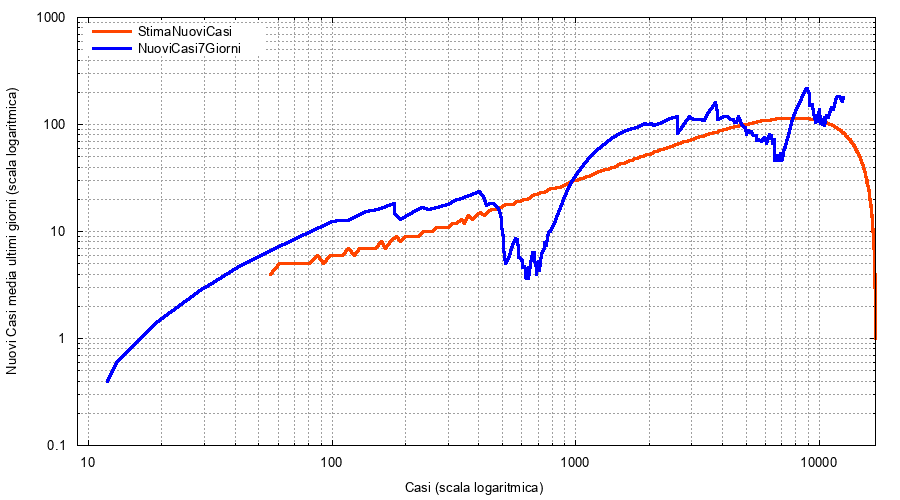 1000
100
10
1
0.1
StimaNuoviCasi
NuoviCasi7Giorni
Nuovi Casi media ultimi giorni (scala logaritmica)
10 100 1000 10000
Casi (scala logaritmica)